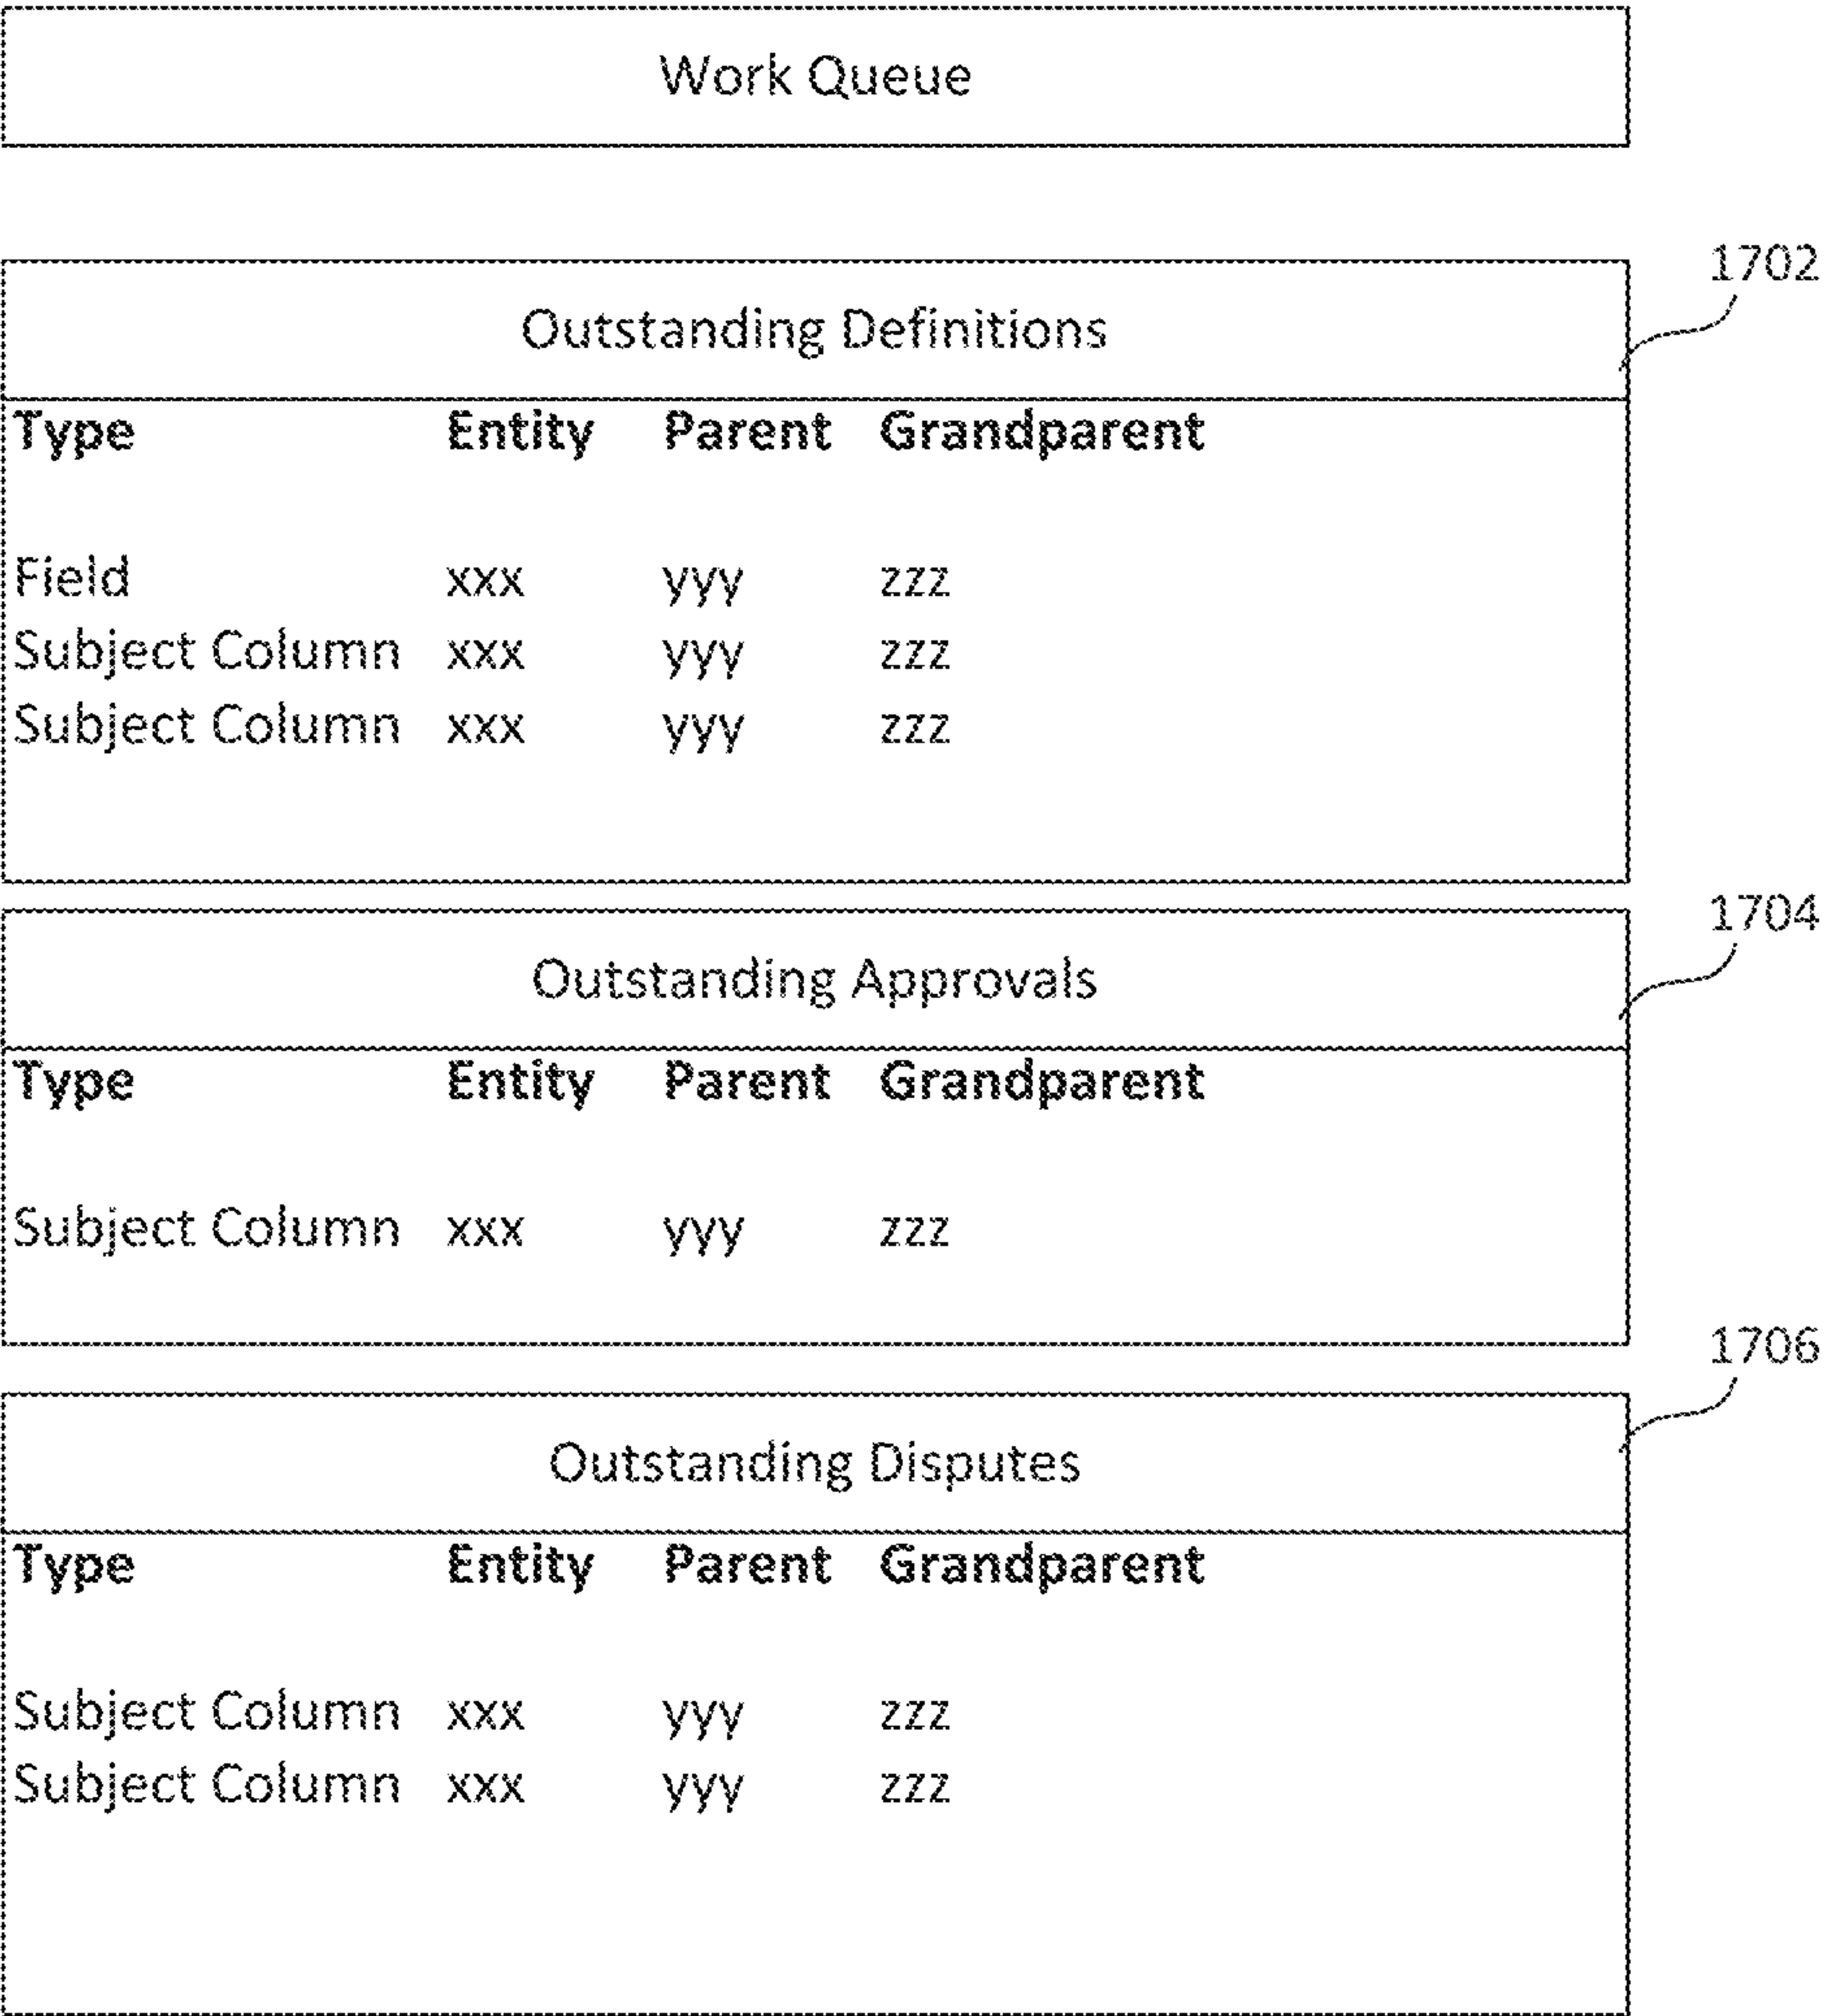 Work Queue
1702
Outstanding Definitions
Type Entity Parent Grandparent
Field xxx yyy zzz
Subject Column xxx yyy zzz
Subject Column xxx yyy zzz
1704
Outstanding Approvals
Type Entity Parent Grandparent
Subject Column xxx yyy zzz
1706
Outstanding Disputes
Type Entity Parent Grandparent
Subject Column xxx yyy zzz
Subject Column xxx yyy zzz